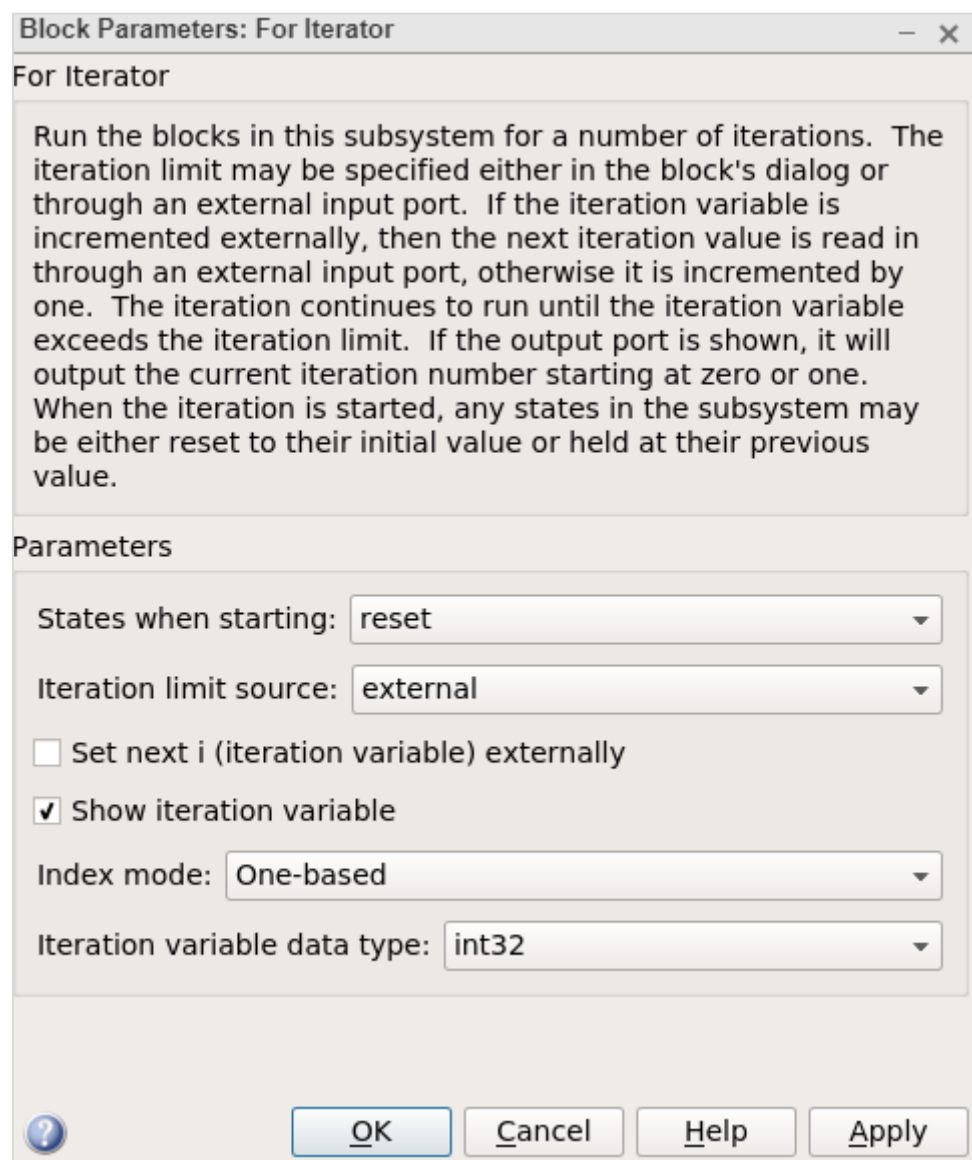 Block Parameters: For Iterator
For Iterator
Run the blocks in this subsystem for a number of iterations.  The
iteration limit may be specified either in the block's dialog or
through an external input port.  If the iteration variable is
incremented externally, then the next iteration value is read in
through an external input port, otherwise it is incremented by
one.  The iteration continues to run until the iteration variable
exceeds the iteration limit.  If the output port is shown, it will
output the current iteration number starting at zero or one.
When the iteration is started, any states in the subsystem may
be either reset to their initial value or held at their previous
value.
Parameters
States when starting: reset
Iteration limit source: external
Set next i (iteration variable) externally
Show iteration variable
Index mode: One-based
Iteration variable data type: int32
? OK Cancel Help Apply